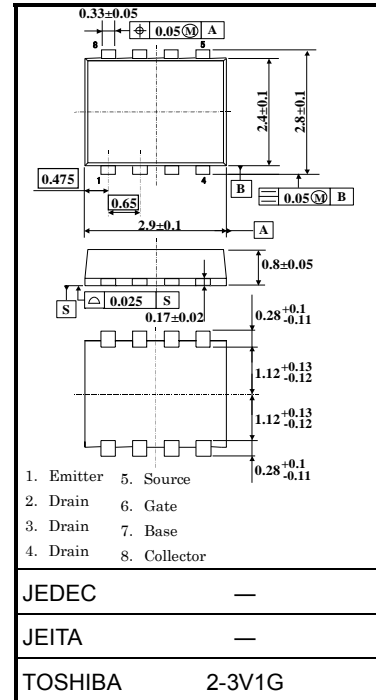 0.33±0.05
⌖ 0.05 Ⓜ A
8 5
2.4±0.1
2.8±0.1
0.475
1 4
0.65
B
⌯ 0.05 Ⓜ B
2.9±0.1
A
0.8±0.05
S
⌓ 0.025 S
0.17±0.02
0.28 +0.1 -0.11
1.12 +0.13 -0.12
1.12 +0.13 -0.12
0.28 +0.1 -0.11
1. Emitter 5. Source
2. Drain 6. Gate
3. Drain 7. Base
4. Drain 8. Collector
JEDEC —
JEITA —
TOSHIBA 2-3V1G